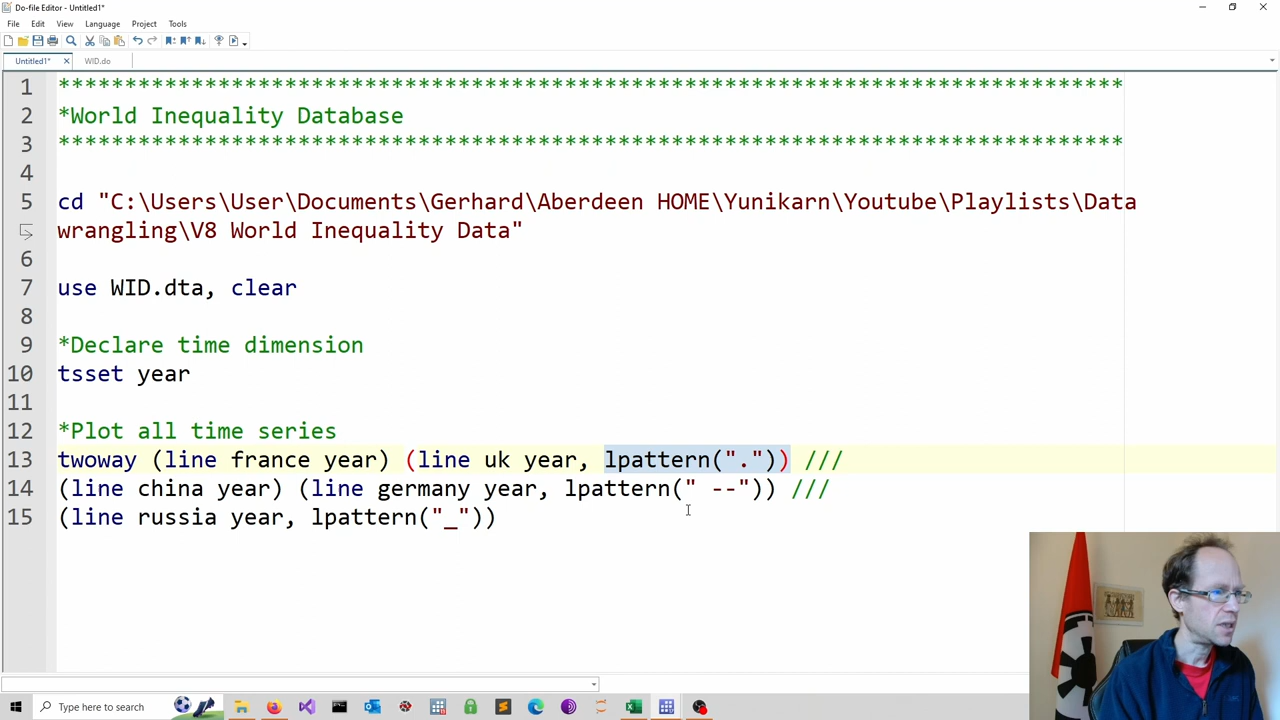 Do-file Editor - Untitled1*
File Edit View Language Project Tools
Untitled1* WID.do
1 ********************************************************************************
2 *World Inequality Database
3 ********************************************************************************
4
5 cd "C:\Users\User\Documents\Gerhard\Aberdeen HOME\Yunikarn\Youtube\Playlists\Data
wrangling\V8 World Inequality Data"
6
7 use WID.dta, clear
8
9 *Declare time dimension
10 tsset year
11
12 *Plot all time series
13 twoway (line france year) (line uk year, lpattern(".")) ///
14 (line china year) (line germany year, lpattern(" --")) ///
15 (line russia year, lpattern("_"))
Type here to search